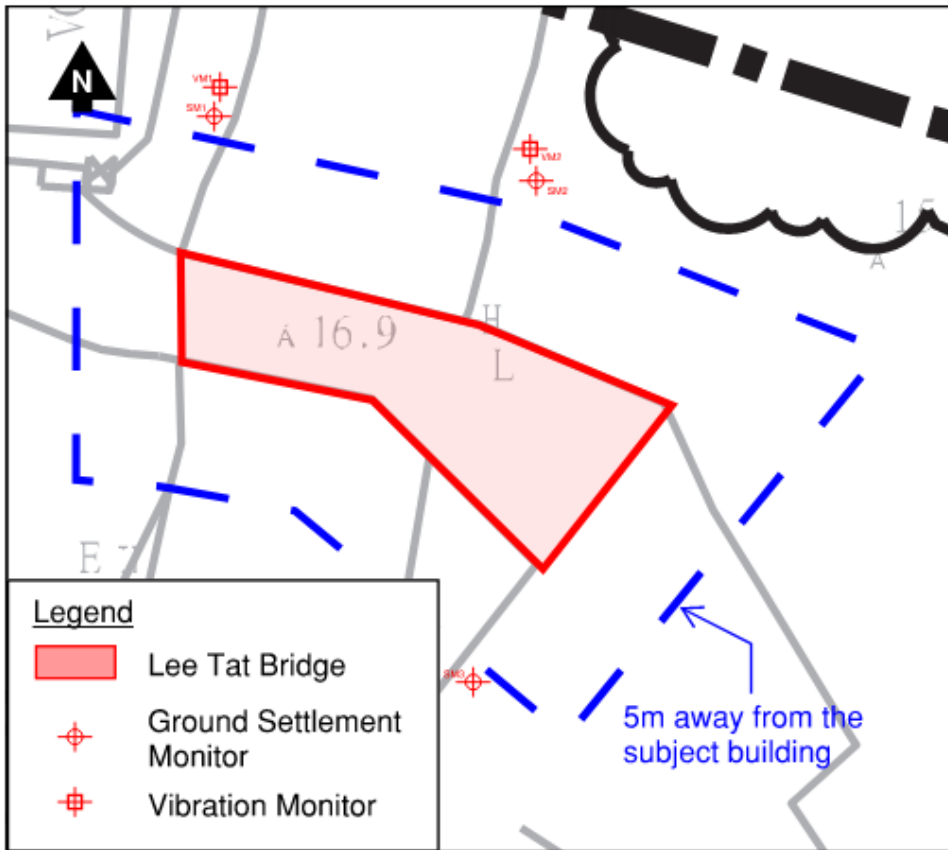 N
VM1
SM1
VM2
SM2
15
A
H
Á 16.9
L
E
SM3
Legend
Lee Tat Bridge
Ground Settlement
Monitor
Vibration Monitor
5m away from the
subject building